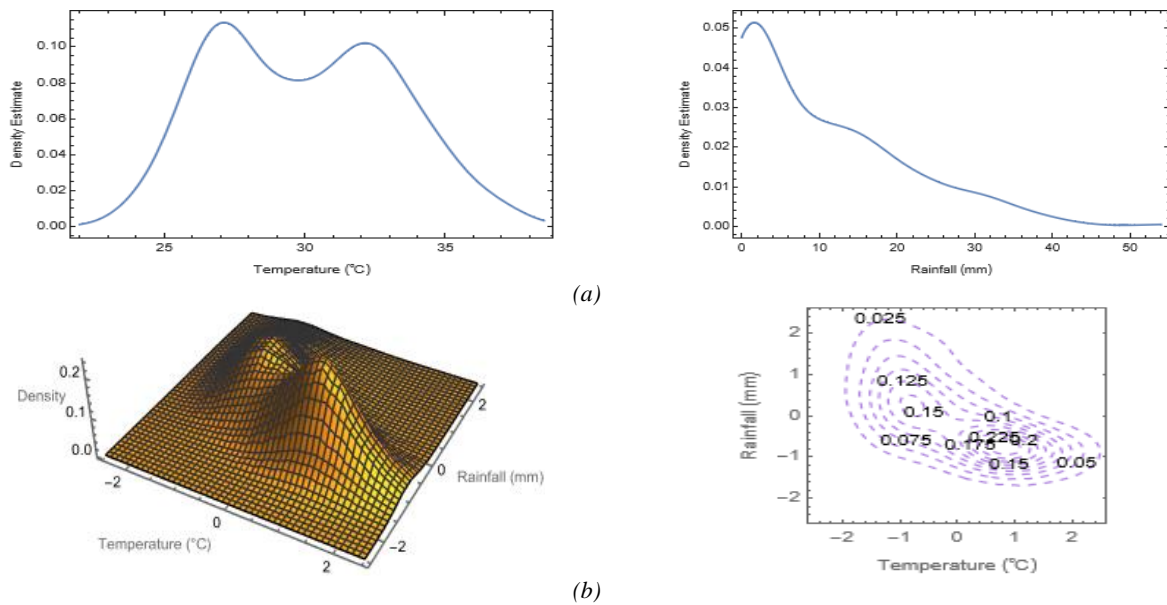 Density Estimate
0.10
0.08
0.06
0.04
0.02
0.00
25 30 35
Temperature (°C)
Density Estimate
0.05
0.04
0.03
0.02
0.01
0.00
0 10 20 30 40 50
Rainfall (mm)
(a)
Density
0.2
0.1
0.0
−2
0
2
Temperature (°C)
2
0
−2
Rainfall (mm)
Rainfall (mm)
2
1
0
−1
−2
0.025
0.125
0.15
0.1
0.075
0.175
0.225
0.2
0.15
0.05
−2 −1 0 1 2
Temperature (°C)
(b)